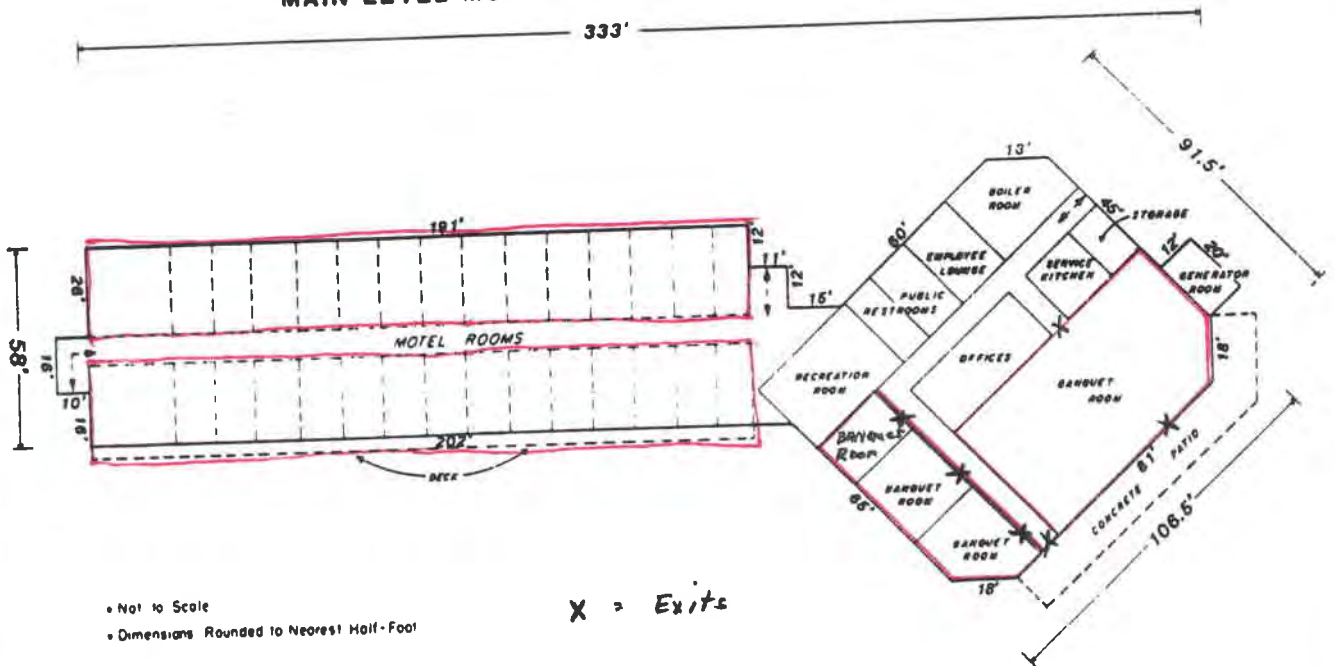 MAIN LEVEL
333'
91.5'
13'
BOILER
ROOM
45'
STORAGE
60'
12'
20'
191'
12'
11'
12'
EMPLOYEE
LOUNGE
SERVICE
KITCHEN
GENERATOR
ROOM
15'
PUBLIC
RESTROOMS
26'
58'
MOTEL ROOMS
16'
10'
16'
OFFICES
18'
BANQUET
ROOM
RECREATION
ROOM
202'
DECK
BANQUET
ROOM
BANQUET
ROOM
BANQUET
ROOM
65'
61'
CONCRETE PATIO
106.5'
18'
• Not to Scale
• Dimensions Rounded to Nearest Half-Foot
X = Exits